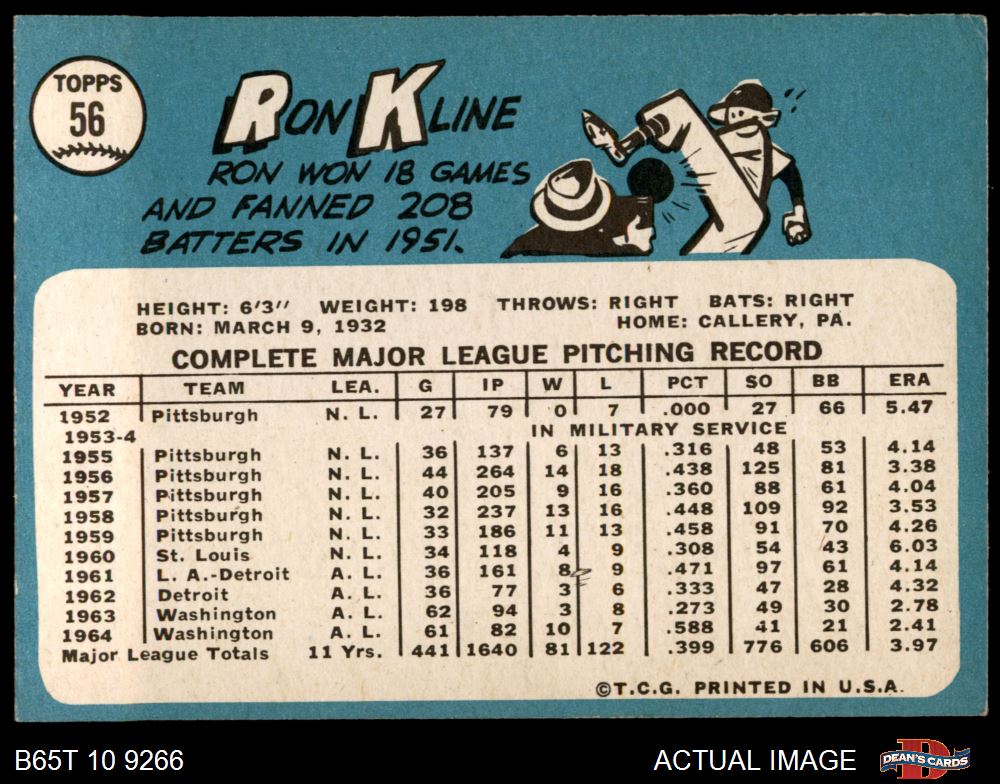 TOPPS
56
RON KLINE
RON WON 18 GAMES
AND FANNED 208
BATTERS IN 1951.
HEIGHT: 6'3" WEIGHT: 198 THROWS: RIGHT BATS: RIGHT
BORN: MARCH 9, 1932 HOME: CALLERY, PA.
COMPLETE MAJOR LEAGUE PITCHING RECORD
YEAR TEAM LEA. G IP W L PCT SO BB ERA
1952 Pittsburgh N. L. 27 79 0 7 .000 27 66 5.47
1953-4 IN MILITARY SERVICE
1955 Pittsburgh N. L. 36 137 6 13 .316 48 53 4.14
1956 Pittsburgh N. L. 44 264 14 18 .438 125 81 3.38
1957 Pittsburgh N. L. 40 205 9 16 .360 88 61 4.04
1958 Pittsburgh N. L. 32 237 13 16 .448 109 92 3.53
1959 Pittsburgh N. L. 33 186 11 13 .458 91 70 4.26
1960 St. Louis N. L. 34 118 4 9 .308 54 43 6.03
1961 L. A.-Detroit A. L. 36 161 8 9 .471 97 61 4.14
1962 Detroit A. L. 36 77 3 6 .333 47 28 4.32
1963 Washington A. L. 62 94 3 8 .273 49 30 2.78
1964 Washington A. L. 61 82 10 7 .588 41 21 2.41
Major League Totals 11 Yrs. 441 1640 81 122 .399 776 606 3.97
©T.C.G. PRINTED IN U.S.A.
B65T 10 9266 ACTUAL IMAGE
DEAN'S CARDS